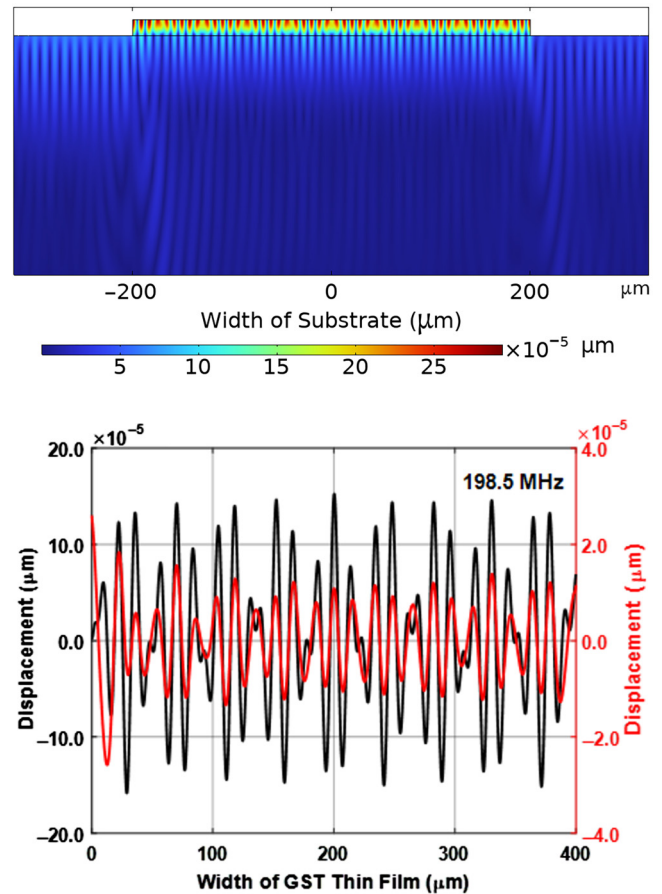 −200 0 200 μm
Width of Substrate (μm)
5 10 15 20 25 ×10⁻⁵ μm
×10⁻⁵ ×10⁻⁵
20.0 4.0
198.5 MHz
10.0 2.0
0.0 0.0
−10.0 −2.0
−20.0 −4.0
Displacement (μm)
Displacement (μm)
0 100 200 300 400
Width of GST Thin Film (μm)